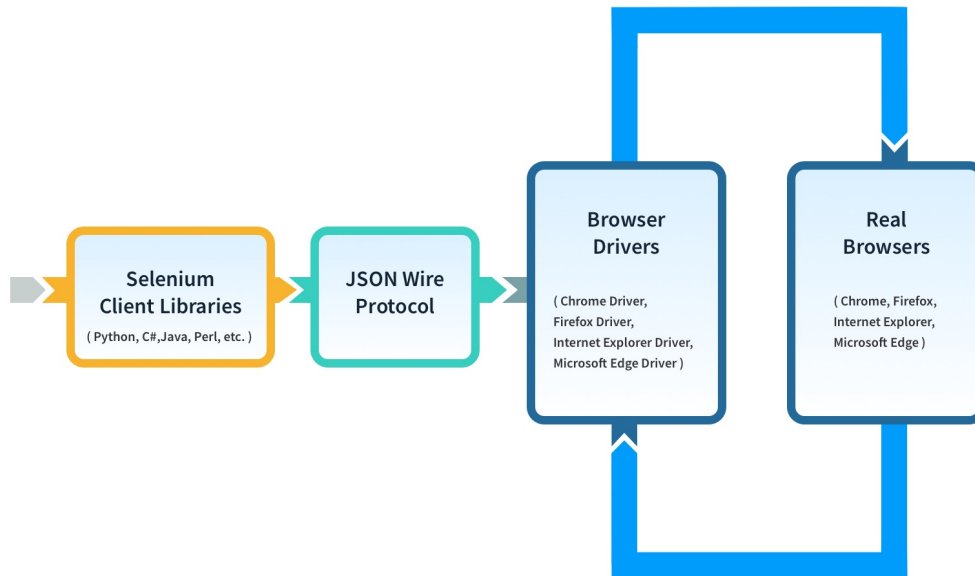 Selenium
Client Libraries
( Python, C#,Java, Perl, etc. )
JSON Wire
Protocol
Browser
Drivers
( Chrome Driver,
Firefox Driver,
Internet Explorer Driver,
Microsoft Edge Driver )
Real
Browsers
( Chrome, Firefox,
Internet Explorer,
Microsoft Edge )